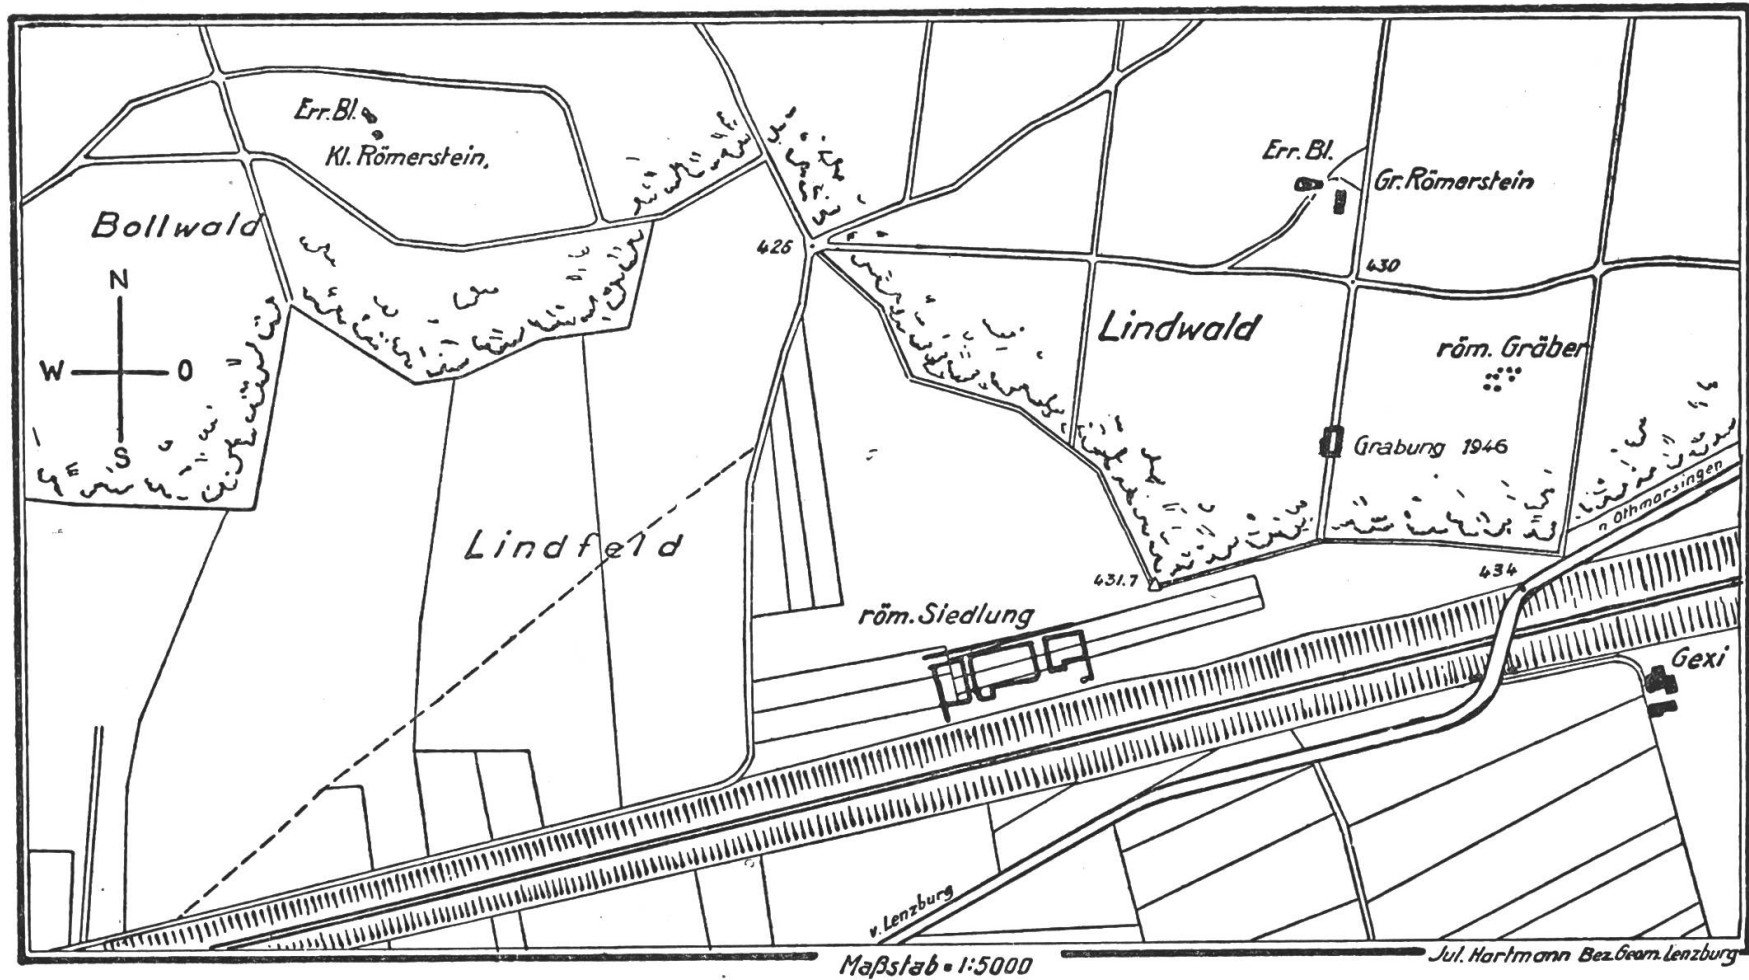 Err. Bl.
Kl. Römerstein,
Err. Bl.
Gr. Römerstein
Bollwald
426
430
N
W
O
S
Lindwald
röm. Gräber
Grabung 1946
n Othmarsingen
Lindfeld
431.7
434
röm. Siedlung
Gexi
v. Lenzburg
Maßstab = 1:5000
Jul. Hartmann Bez. Geom. Lenzburg